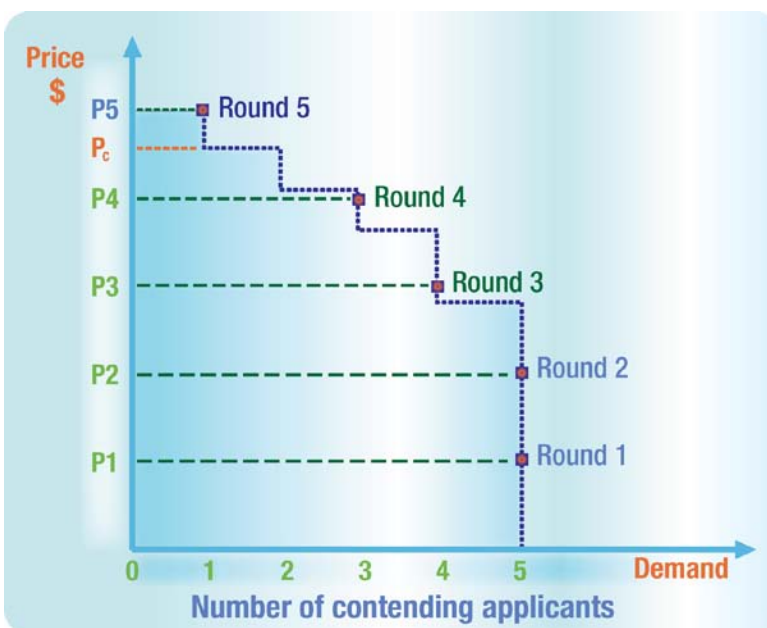 Price
$
P5
Round 5
Pc
P4
Round 4
P3
Round 3
P2
Round 2
P1
Round 1
0 1 2 3 4 5 Demand
Number of contending applicants